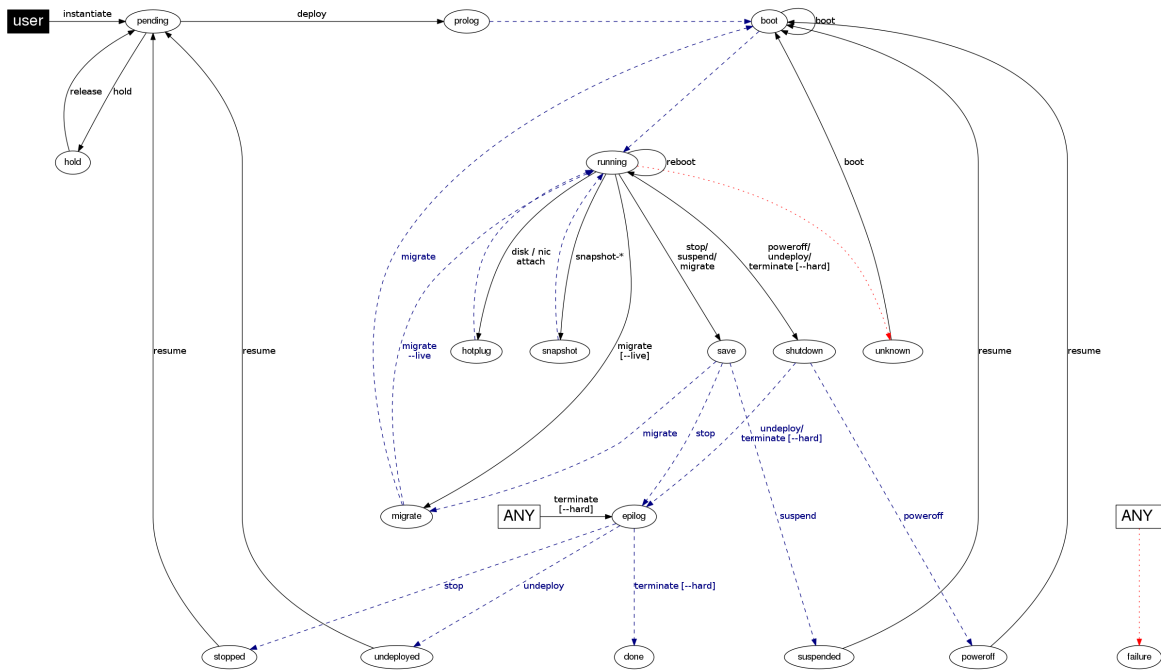 user
instantiate
pending
deploy
prolog
boot
boot
release
hold
hold
running
reboot
boot
migrate
disk / nic
attach
snapshot-*
stop/
suspend/
migrate
poweroff/
undeploy/
terminate [--hard]
resume
resume
migrate
--live
hotplug
snapshot
migrate
[--live]
save
shutdown
unknown
resume
resume
migrate
stop
undeploy/
terminate [--hard]
migrate
ANY
terminate
[--hard]
epilog
suspend
poweroff
ANY
stop
undeploy
terminate [--hard]
stopped
undeployed
done
suspended
poweroff
failure